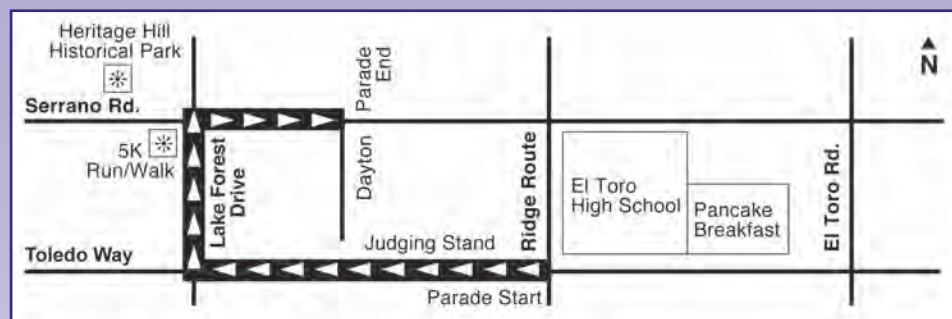 Heritage Hill
Historical Park
Serrano Rd.
5K
Run/Walk
Lake Forest
Drive
Toledo Way
Parade
End
Dayton
Judging Stand
Parade Start
Ridge Route
El Toro
High School
Pancake
Breakfast
El Toro Rd.
N